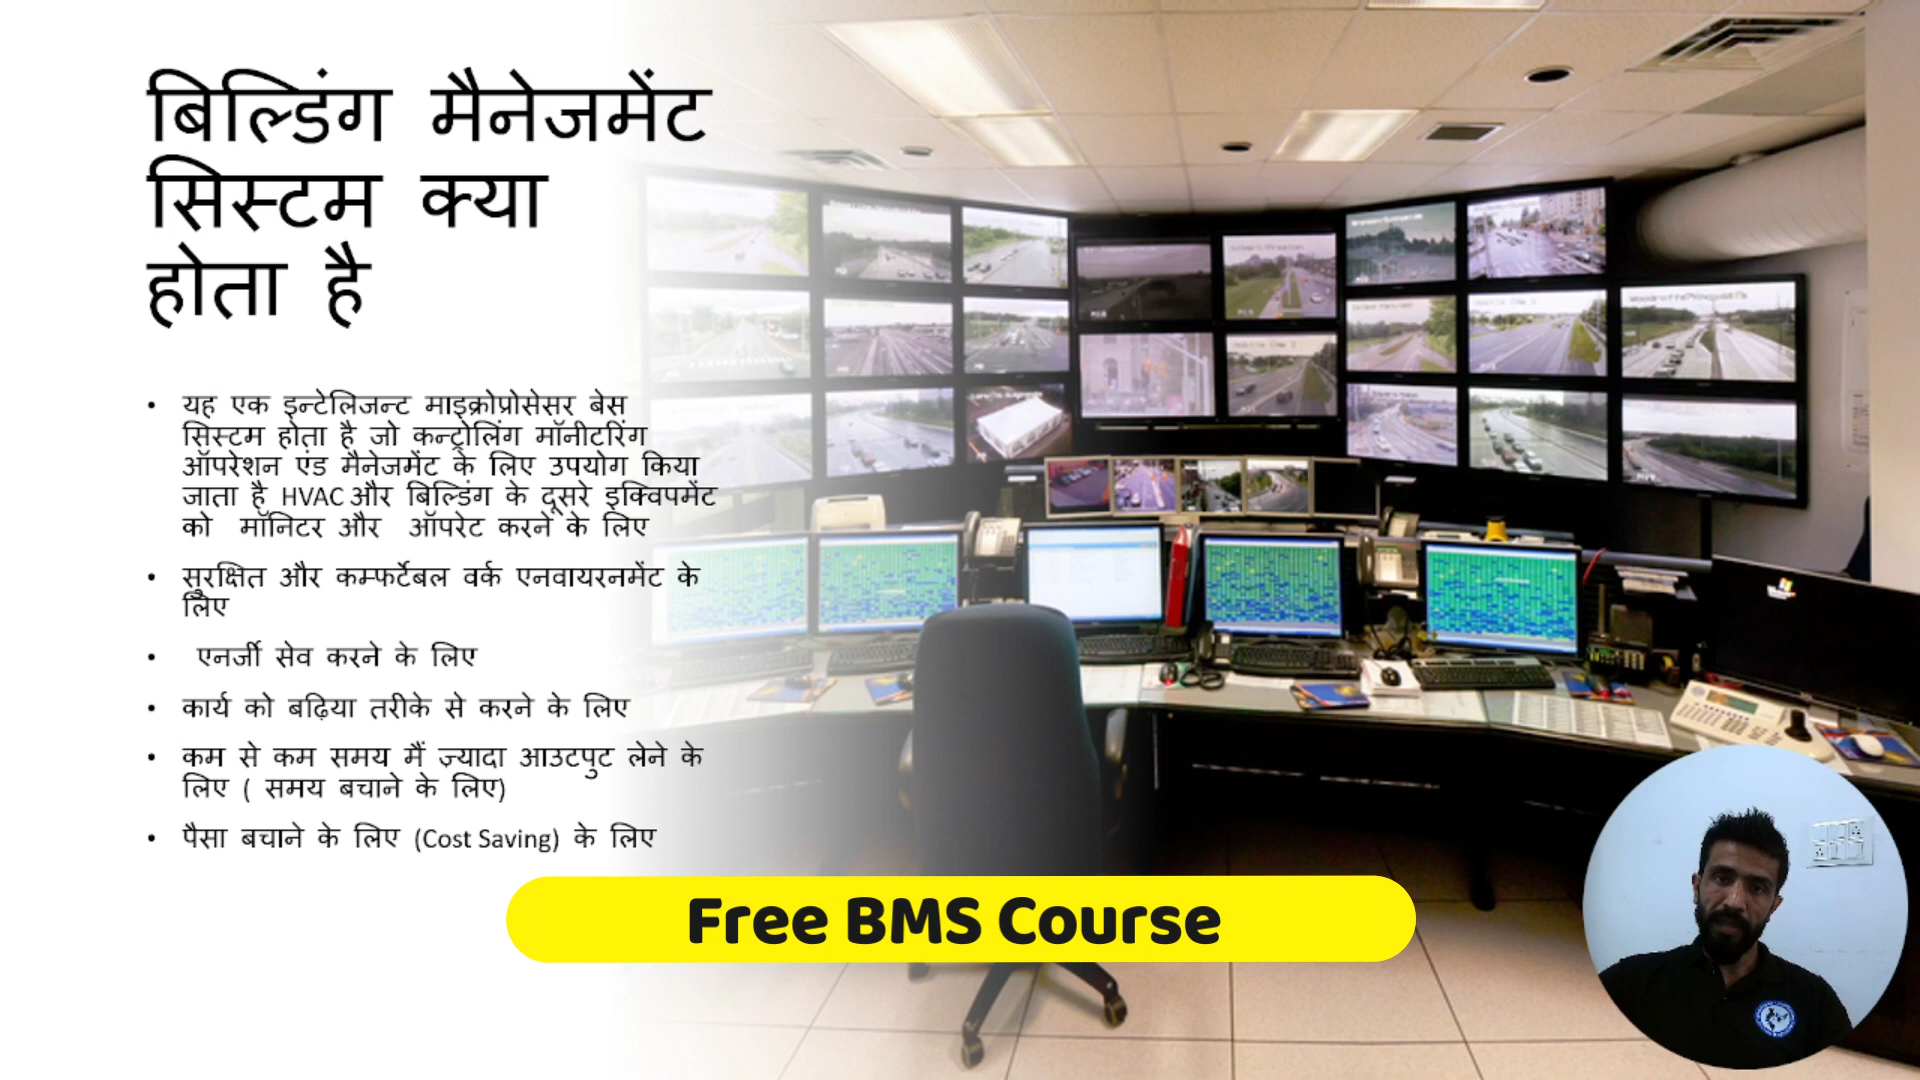 बिल्डिंग मैनेजमेंट
सिस्टम क्या
होता है
• यह एक इन्टेलिजन्ट माइक्रोप्रोसेसर बेस
सिस्टम होता है जो कन्ट्रोलिंग मॉनीटरिंग
ऑपरेशन एंड मैनेजमेंट के लिए उपयोग किया
जाता है HVAC और बिल्डिंग के दूसरे इक्विपमेंट
को मॉनिटर और ऑपरेट करने के लिए
• सुरक्षित और कम्फर्टेबल वर्क एनवायरनमेंट के
लिए
• एनर्जी सेव करने के लिए
• कार्य को बढ़िया तरीके से करने के लिए
• कम से कम समय मैं ज़्यादा आउटपुट लेने के
लिए ( समय बचाने के लिए)
• पैसा बचाने के लिए (Cost Saving) के लिए
Free BMS Course